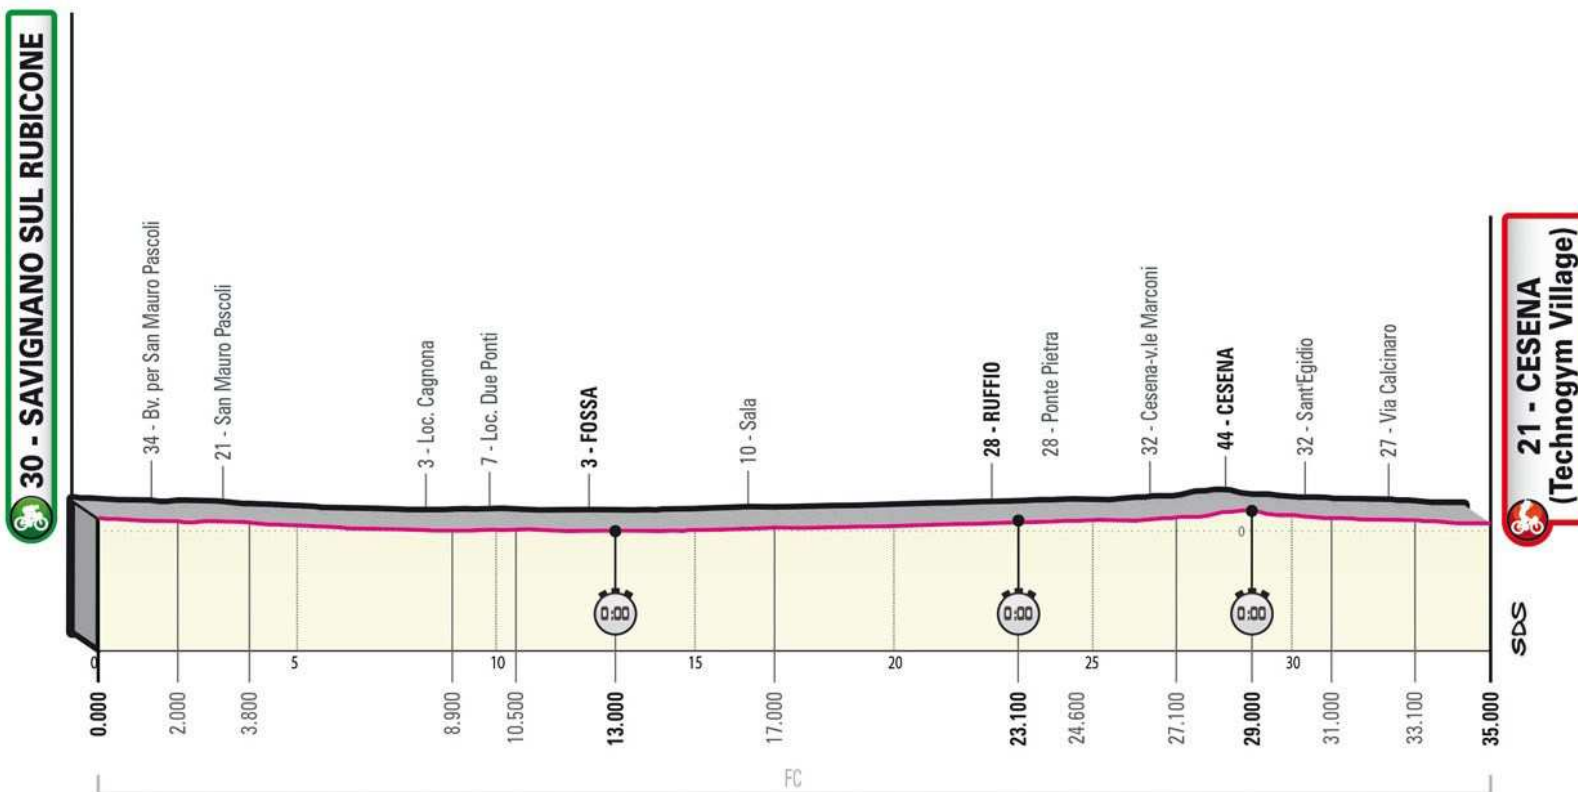 30 - SAVIGNANO SUL RUBICONE
34 - Bv. per San Mauro Pascoli
21 - San Mauro Pascoli
3 - Loc. Cagnona
7 - Loc. Due Ponti
3 - FOSSA
10 - Sala
28 - RUFFIO
28 - Ponte Pietra
32 - Cesena-v.le Marconi
44 - CESENA
32 - Sant'Egidio
27 - Via Calcinaro
21 - CESENA
(Technogym Village)
0
0:00
0:00
0:00
SDS
0
5
10
15
20
25
30
0.000
2.000
3.800
8.900
10.500
13.000
17.000
23.100
24.600
27.100
29.000
31.000
33.100
35.000
FC